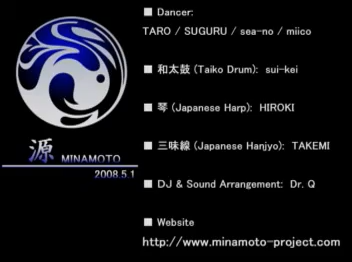 ■ Dancer:
TARO / SUGURU / sea-no / miico
■ 和太鼓 (Taiko Drum): sui-kei
■ 琴 (Japanese Harp): HIROKI
■ 三味線 (Japanese Hanjyo): TAKEMI
■ DJ & Sound Arrangement: Dr. Q
■ Website
http://www.minamoto-project.com
源 MINAMOTO
2008.5.1